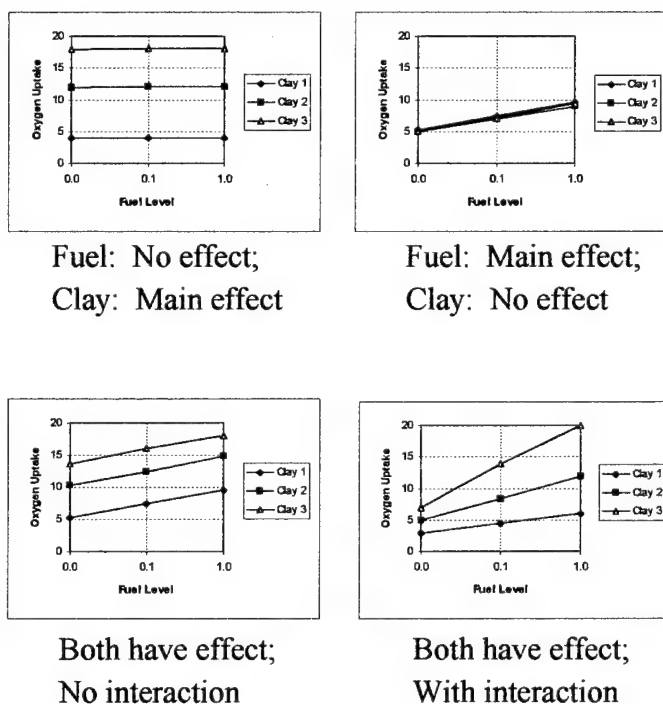 20
15
10
5
0
Oxygen Uptake
0.0 0.1 1.0
Fuel Level
Clay 1
Clay 2
Clay 3
Fuel: No effect;
Clay: Main effect
20
15
10
5
0
Oxygen Uptake
0.0 0.1 1.0
Fuel Level
Clay 1
Clay 2
Clay 3
Fuel: Main effect;
Clay: No effect
20
15
10
5
0
Oxygen Uptake
0.0 0.1 1.0
Fuel Level
Clay 1
Clay 2
Clay 3
Both have effect;
No interaction
20
15
10
5
0
Oxygen Uptake
0.0 0.1 1.0
Fuel Level
Clay 1
Clay 2
Clay 3
Both have effect;
With interaction